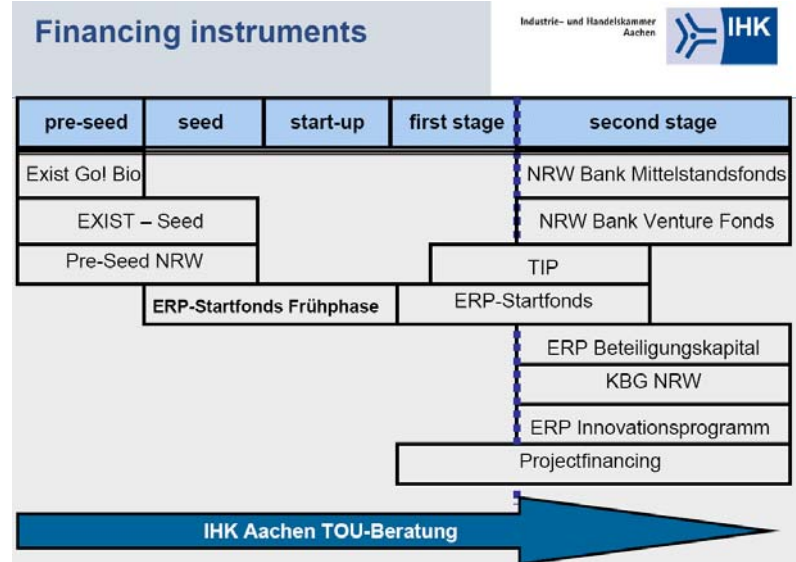 Financing instruments
Industrie- und Handelskammer
Aachen
IHK
pre-seed seed start-up first stage second stage
Exist Go! Bio NRW Bank Mittelstandsfonds
EXIST – Seed NRW Bank Venture Fonds
Pre-Seed NRW TIP
ERP-Startfonds Frühphase ERP-Startfonds
ERP Beteiligungskapital
KBG NRW
ERP Innovationsprogramm
Projectfinancing
IHK Aachen TOU-Beratung